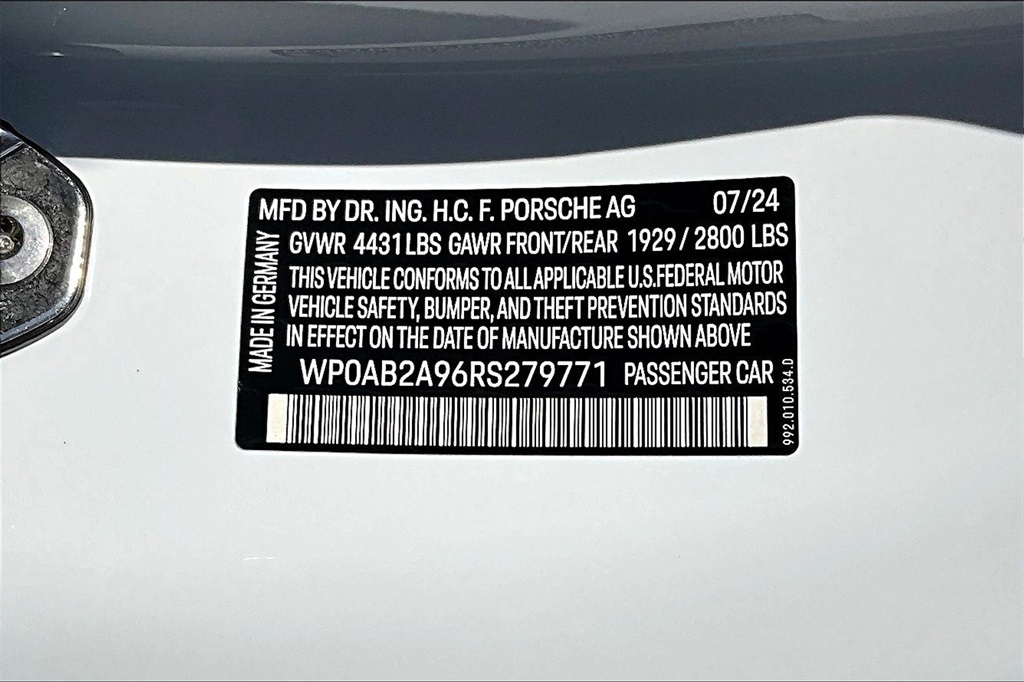 MFD BY DR. ING. H.C. F. PORSCHE AG 07/24
GVWR 4431 LBS GAWR FRONT/REAR 1929 / 2800 LBS
THIS VEHICLE CONFORMS TO ALL APPLICABLE U.S. FEDERAL MOTOR
VEHICLE SAFETY, BUMPER, AND THEFT PREVENTION STANDARDS
IN EFFECT ON THE DATE OF MANUFACTURE SHOWN ABOVE
WP0AB2A96RS279771 PASSENGER CAR
MADE IN GERMANY
992.010.534.D